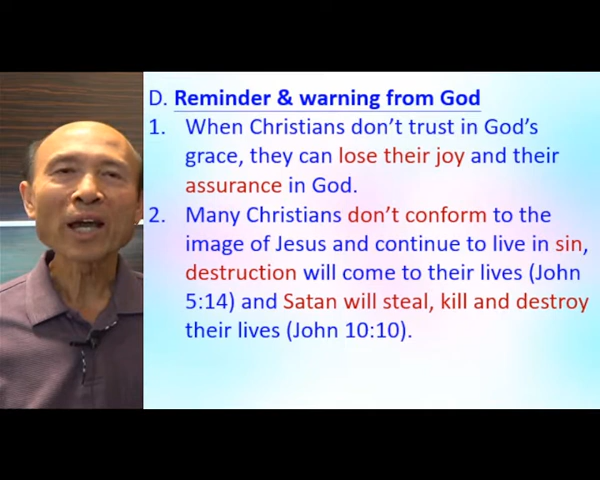 D. Reminder & warning from God
1. When Christians don't trust in God's
grace, they can lose their joy and their
assurance in God.
2. Many Christians don't conform to the
image of Jesus and continue to live in sin,
destruction will come to their lives (John
5:14) and Satan will steal, kill and destroy
their lives (John 10:10).